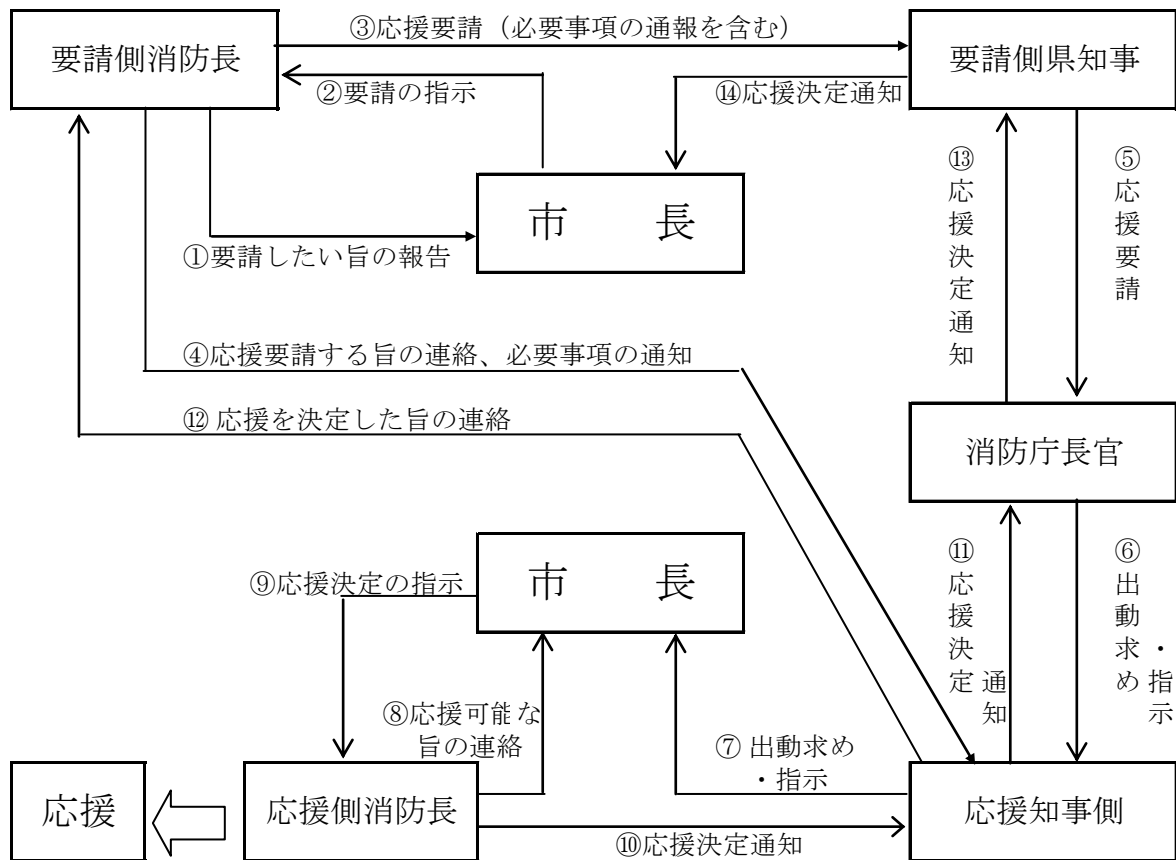 ③応援要請（必要事項の通報を含む）
要請側消防長
要請側県知事
②要請の指示
⑭応援決定通知
市　　長
①要請したい旨の報告
⑬応援決定通知
⑤応援要請
④応援要請する旨の連絡、必要事項の通知
⑫ 応援を決定した旨の連絡
消防庁長官
市　　長
⑨応援決定の指示
⑪応援決定
通知
⑥出動求め
・指示
⑧応援可能な
旨の連絡
⑦ 出動求め
・指示
応援
応援側消防長
応援知事側
⑩応援決定通知